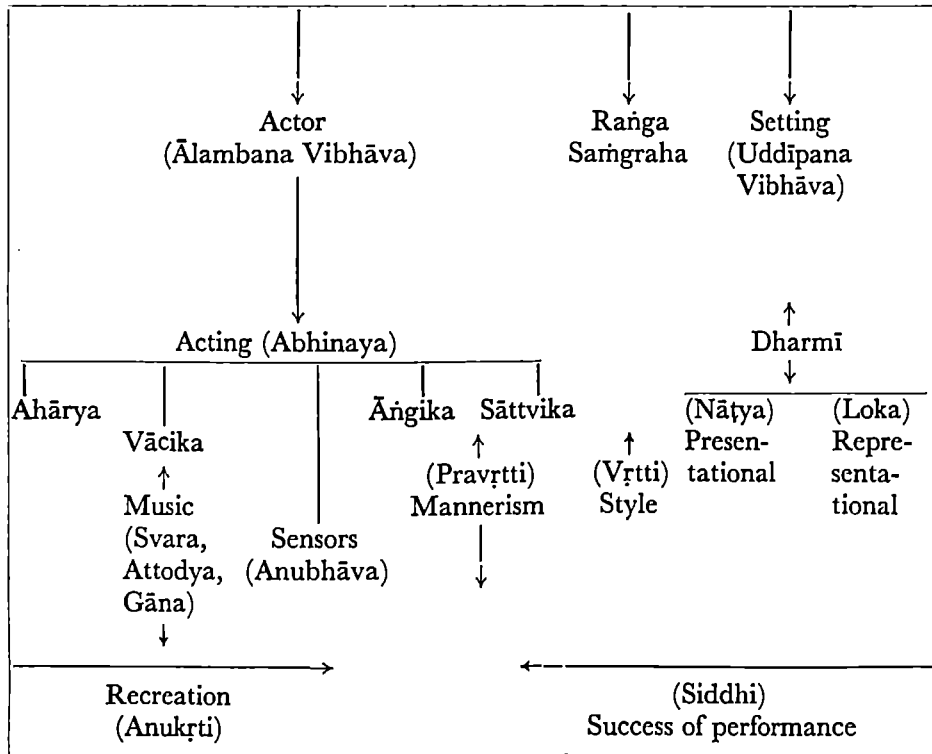 Actor
(Ālambana Vibhāva)
Raṅga
Saṁgraha
Setting
(Uddīpana
Vibhāva)
Acting (Abhinaya)
Dharmī
Ahārya
Vācika
Music
(Svara,
Attodya,
Gāna)
Sensors
(Anubhāva)
Āṅgika
Sāttvika
(Pravṛtti)
Mannerism
(Vṛtti)
Style
(Nāṭya)
Presen-
tational
(Loka)
Repre-
senta-
tional
Recreation
(Anukṛti)
(Siddhi)
Success of performance